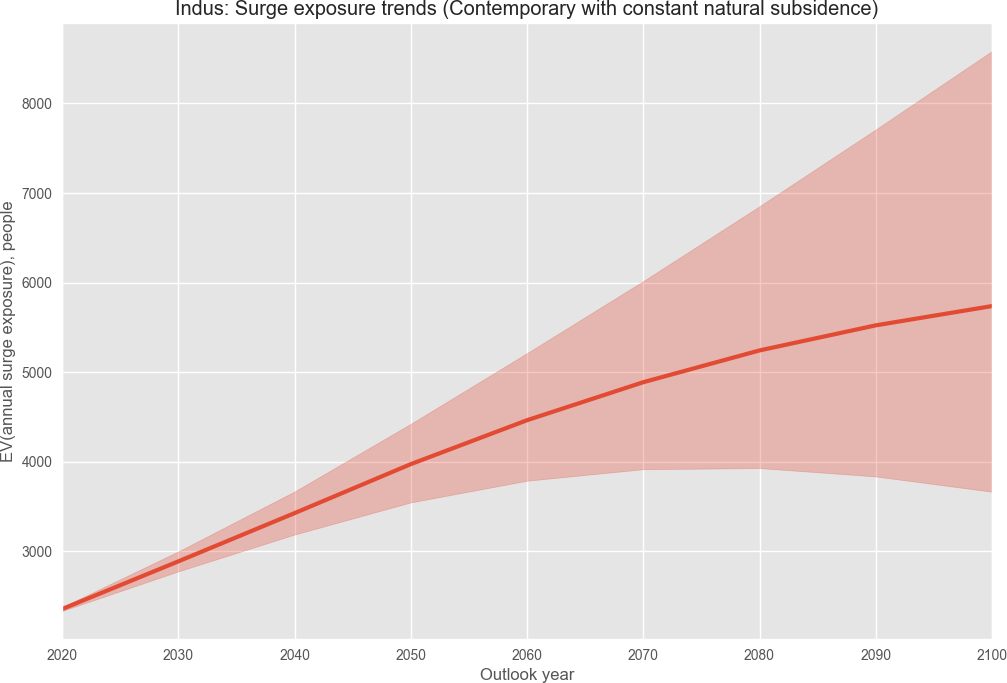 Indus: Surge exposure trends (Contemporary with constant natural subsidence)
EV(annual surge exposure), people
8000
7000
6000
5000
4000
3000
2020 2030 2040 2050 2060 2070 2080 2090 2100
Outlook year